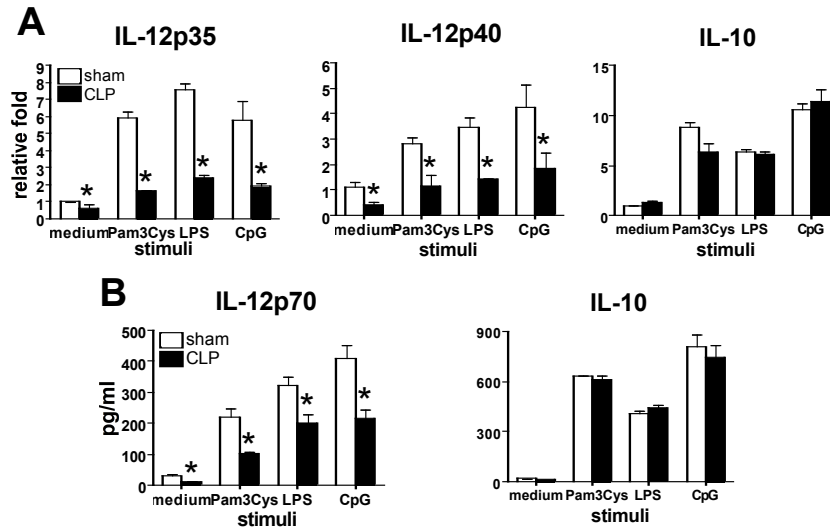 A
IL-12p35
IL-12p40
IL-10
relative fold
9
8
7
6
5
4
3
2
1
0
sham
CLP
*
*
*
*
medium Pam3Cys LPS CpG
stimuli
6
5
4
3
2
1
0
*
*
*
*
medium Pam3Cys LPS CpG
stimuli
15
10
5
0
medium Pam3Cys LPS CpG
stimuli
B
IL-12p70
IL-10
pg/ml
500
400
300
200
100
0
sham
CLP
*
*
*
*
medium Pam3Cys LPS CpG
stimuli
900
600
300
0
medium Pam3Cys LPS CpG
stimuli